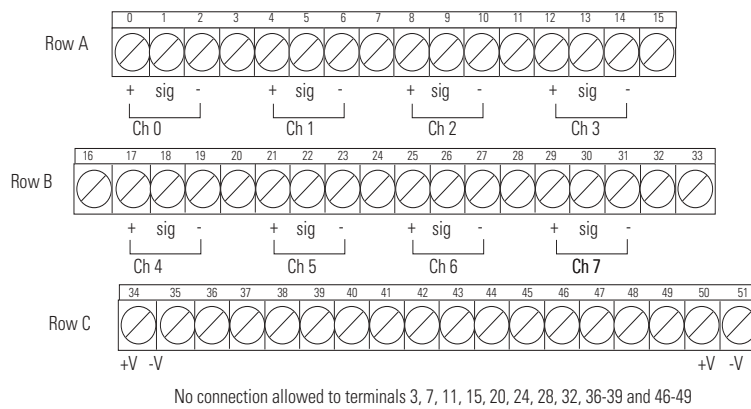 0 1 2 3 4 5 6 7 8 9 10 11 12 13 14 15
Row A
+ sig - + sig - + sig - + sig -
Ch 0 Ch 1 Ch 2 Ch 3
16 17 18 19 20 21 22 23 24 25 26 27 28 29 30 31 32 33
Row B
+ sig - + sig - + sig - + sig -
Ch 4 Ch 5 Ch 6 Ch 7
34 35 36 37 38 39 40 41 42 43 44 45 46 47 48 49 50 51
Row C
+V -V +V -V
No connection allowed to terminals 3, 7, 11, 15, 20, 24, 28, 32, 36-39 and 46-49